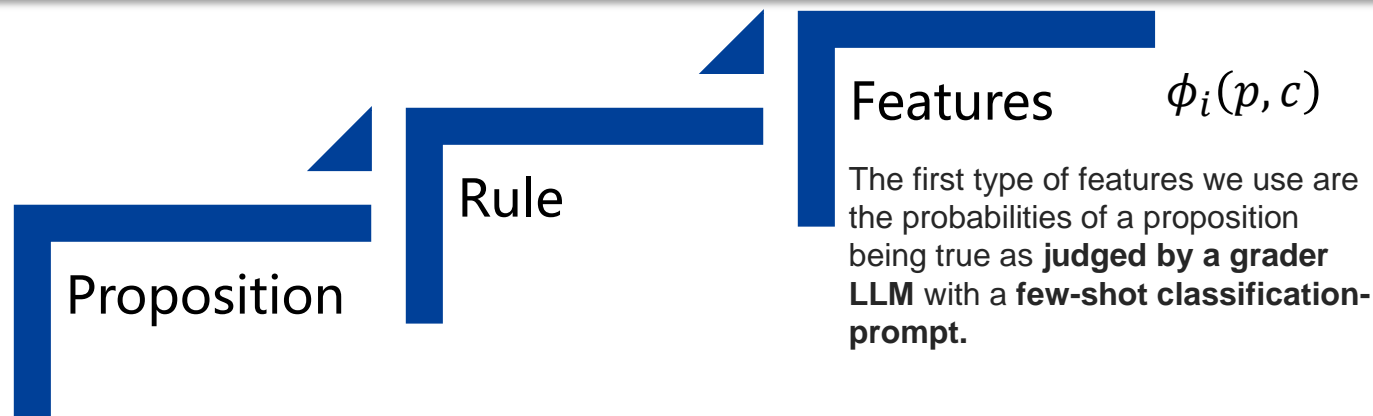 Proposition
Rule
Features
ϕᵢ(p, c)
The first type of features we use are
the probabilities of a proposition
being true as judged by a grader
LLM with a few-shot classification-
prompt.